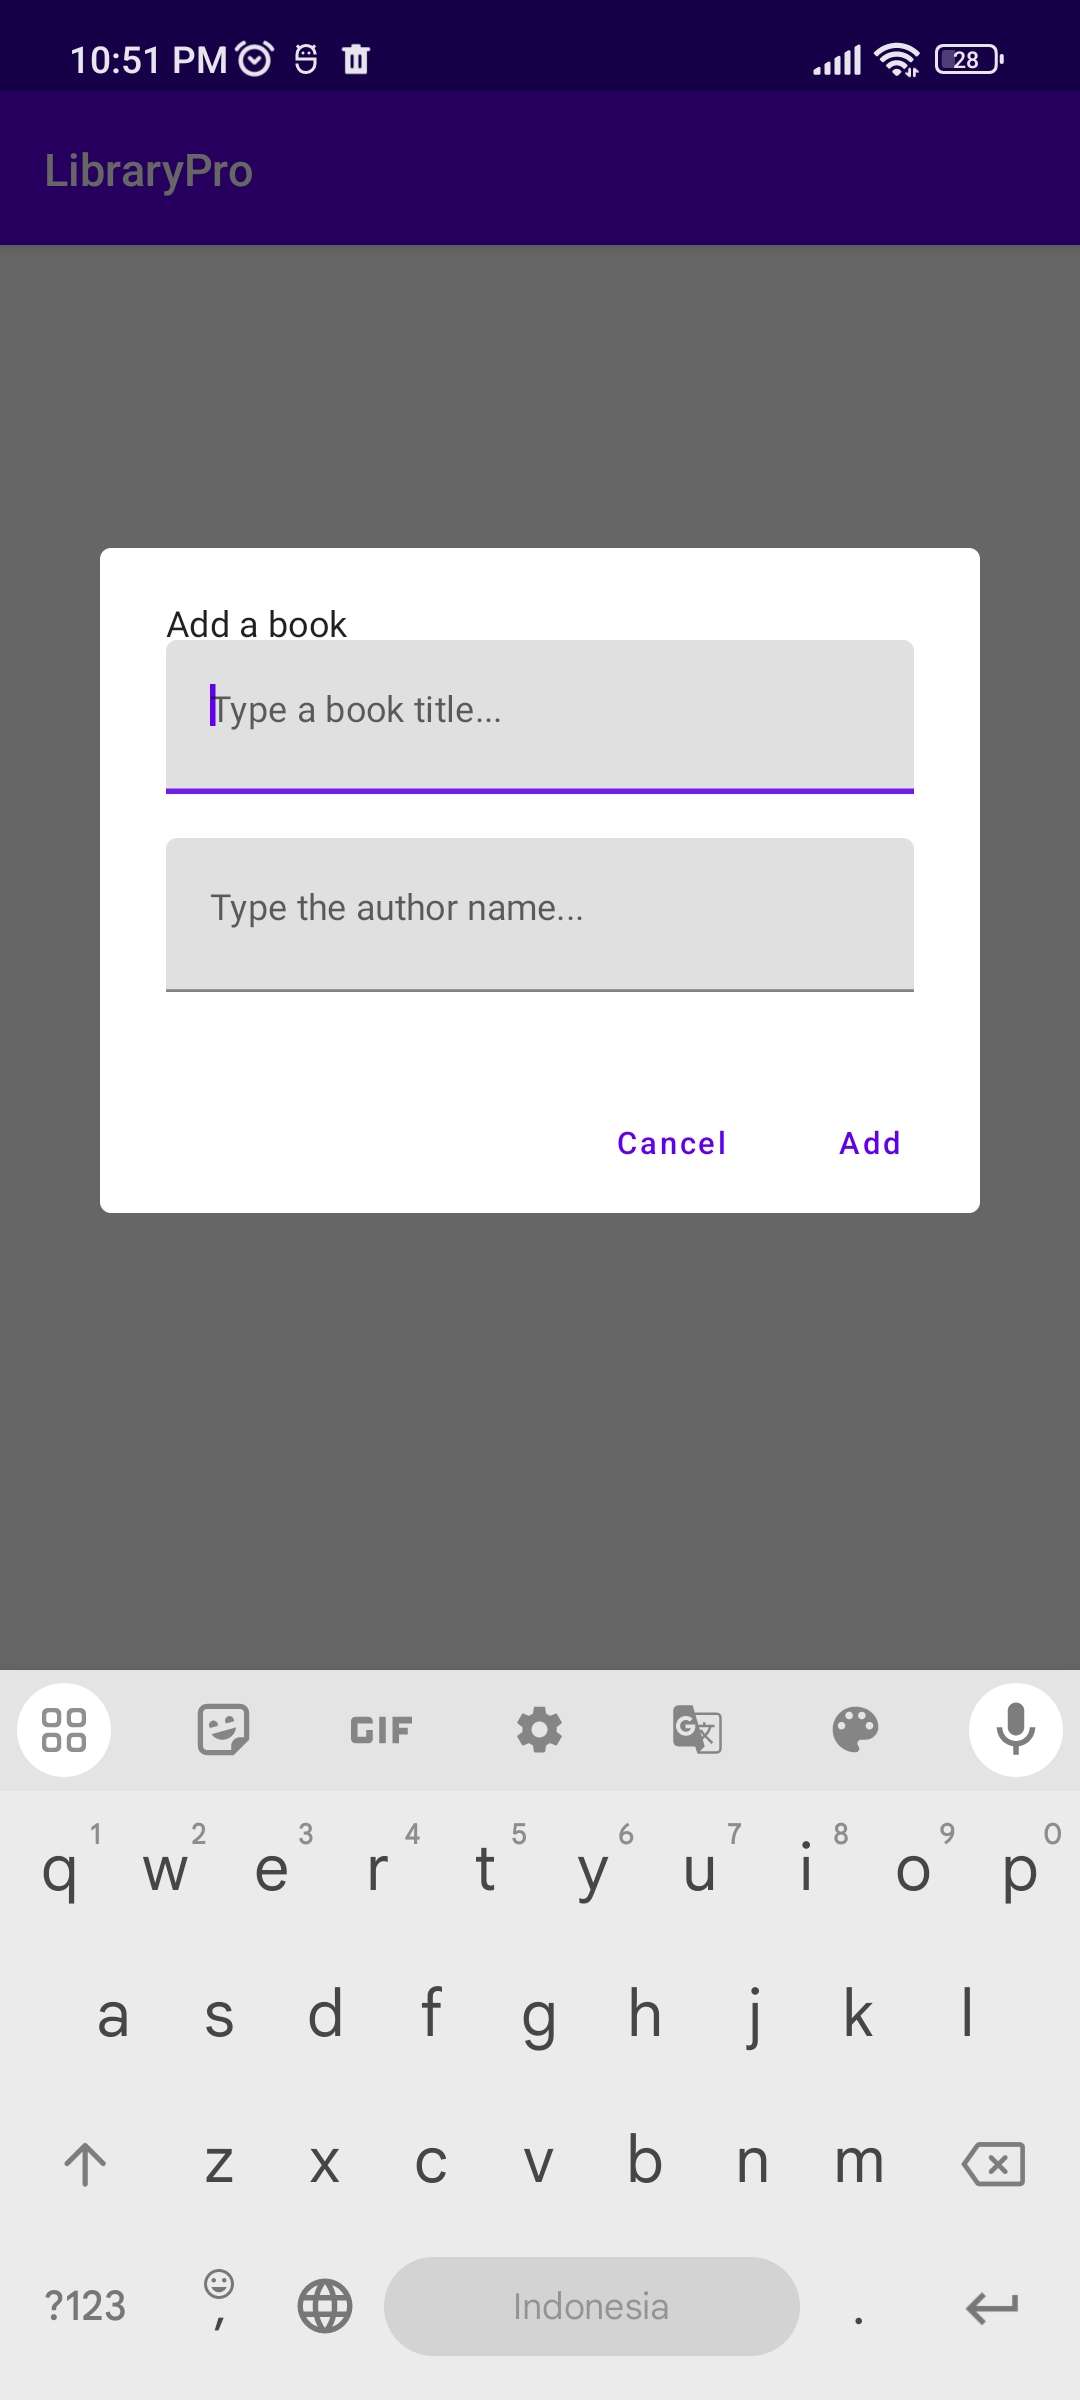 10:51 PM 28
LibraryPro
Add a book
Type a book title...
Type the author name...
Cancel Add
GIF G 文
1 2 3 4 5 6 7 8 9 0
q w e r t y u i o p
a s d f g h j k l
z x c v b n m
?123 , Indonesia .